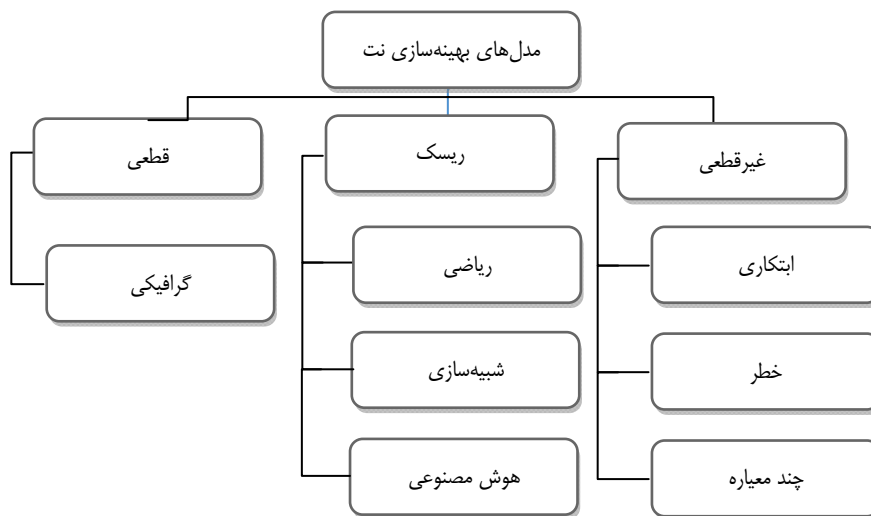 مدل‌های بهینه‌سازی نت
غیرقطعی
ریسک
قطعی
ابتکاری
ریاضی
گرافیکی
خطر
شبیه‌سازی
چند معیاره
هوش مصنوعی